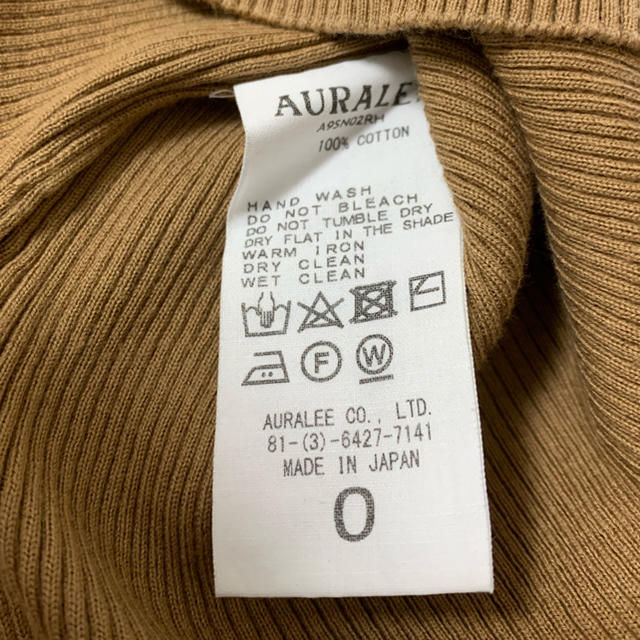 AURALEE
A9SN02RH
100% COTTON
HAND WASH
DO NOT BLEACH
DO NOT TUMBLE DRY
DRY FLAT IN THE SHADE
WARM IRON
DRY CLEAN
WET CLEAN
F W
AURALEE CO., LTD.
81-(3)-6427-7141
MADE IN JAPAN
0